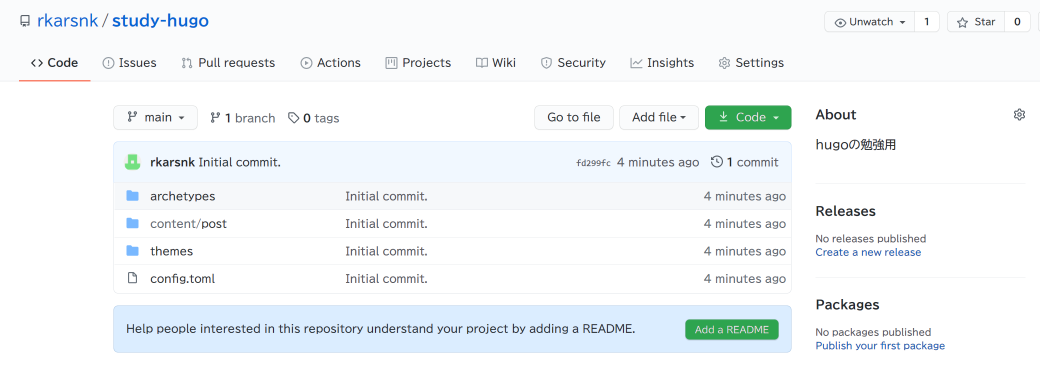 rkarsnk / study-hugo
Unwatch 1 Star 0
Code Issues Pull requests Actions Projects Wiki Security Insights Settings
main 1 branch 0 tags Go to file Add file Code
rkarsnk Initial commit. fd299fc 4 minutes ago 1 commit
archetypes Initial commit. 4 minutes ago
content/post Initial commit. 4 minutes ago
themes Initial commit. 4 minutes ago
config.toml Initial commit. 4 minutes ago
Help people interested in this repository understand your project by adding a README. Add a README
About
hugoの勉強用
Releases
No releases published
Create a new release
Packages
No packages published
Publish your first package